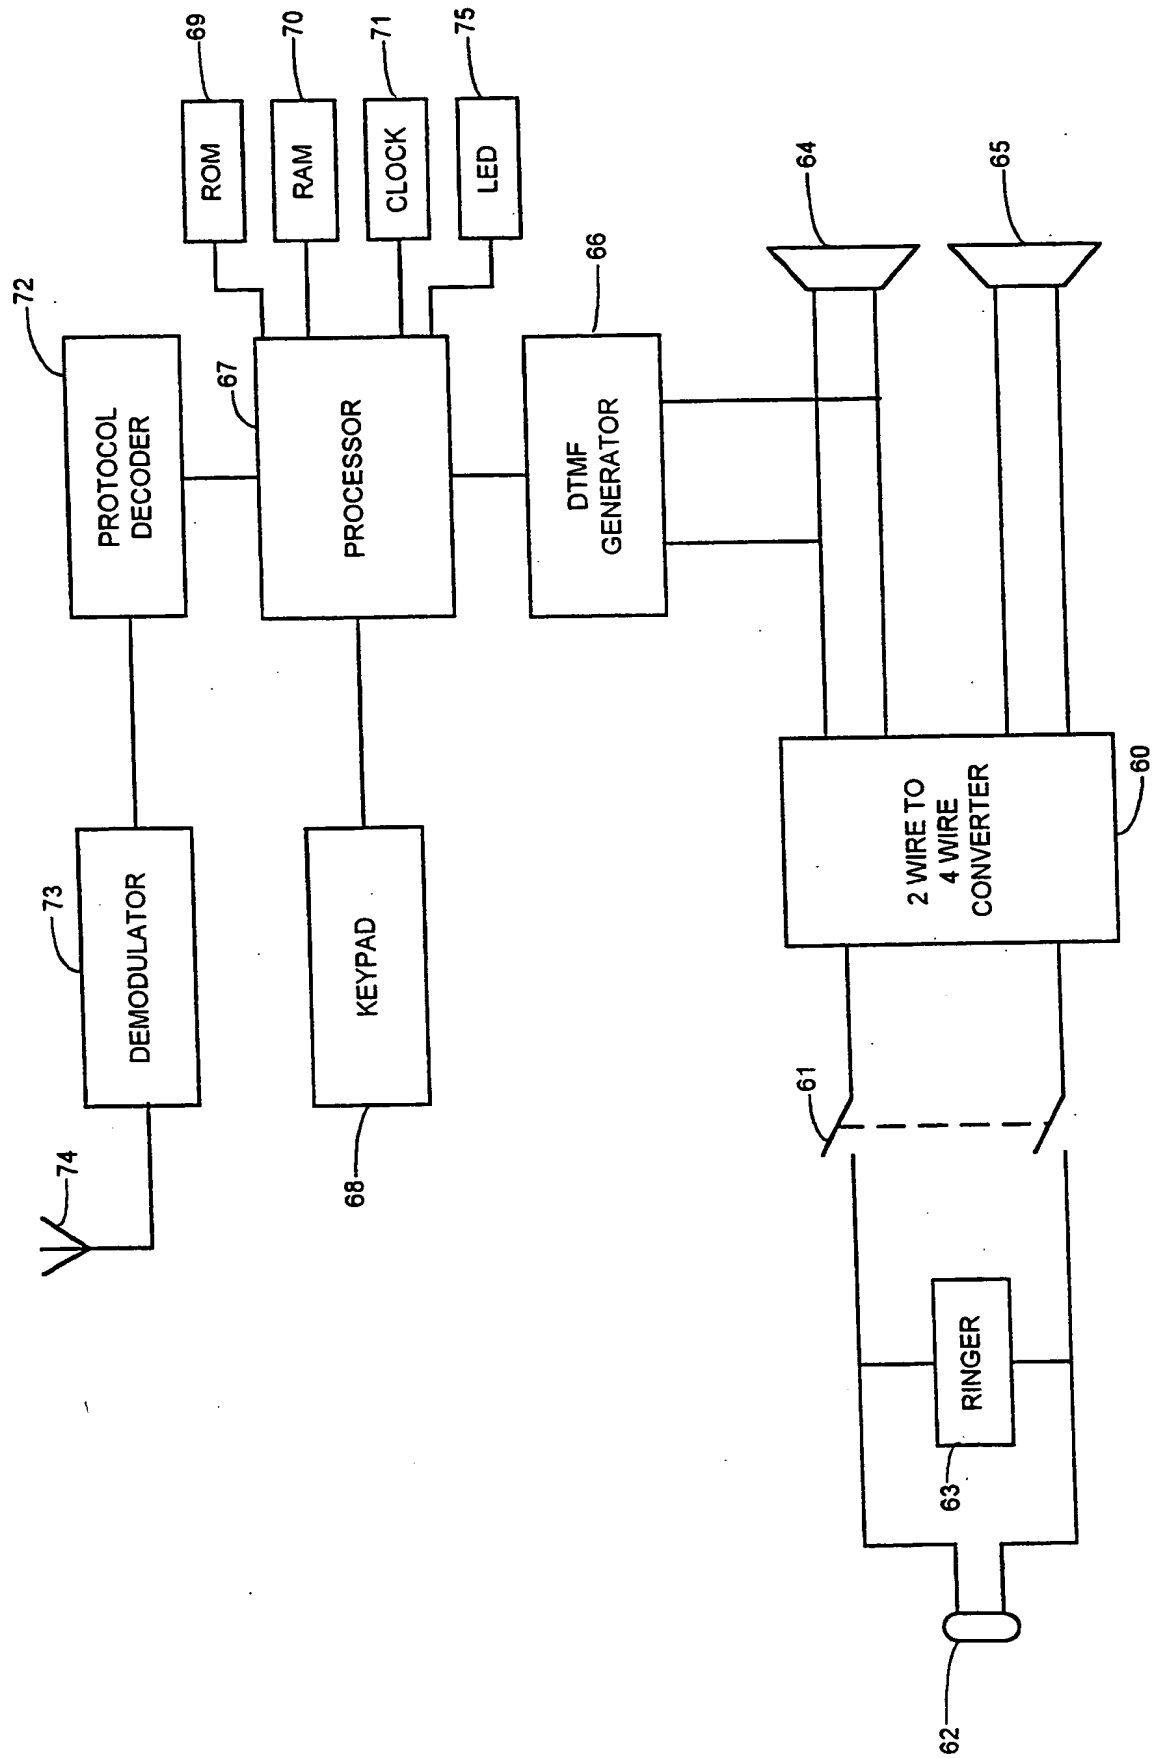 74
73
DEMODULATOR
72
PROTOCOL
DECODER
68
KEYPAD
67
PROCESSOR
69
ROM
70
RAM
71
CLOCK
75
LED
66
DTMF
GENERATOR
62
63
RINGER
61
2 WIRE TO
4 WIRE
CONVERTER
60
64
65